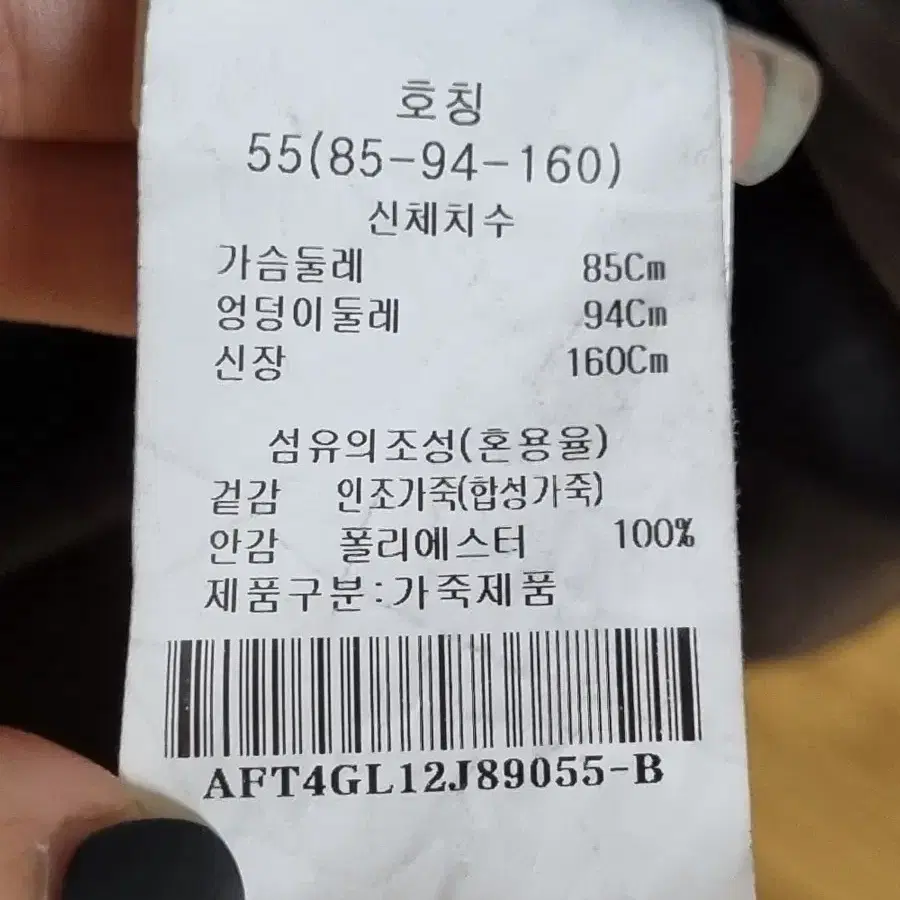 호칭
55(85-94-160)
신체치수
가슴둘레 85Cm
엉덩이둘레 94Cm
신장 160Cm
섬유의조성(혼용율)
겉감 인조가죽(합성가죽)
안감 폴리에스터 100%
제품구분:가죽제품
AFT4GL12J89055-B